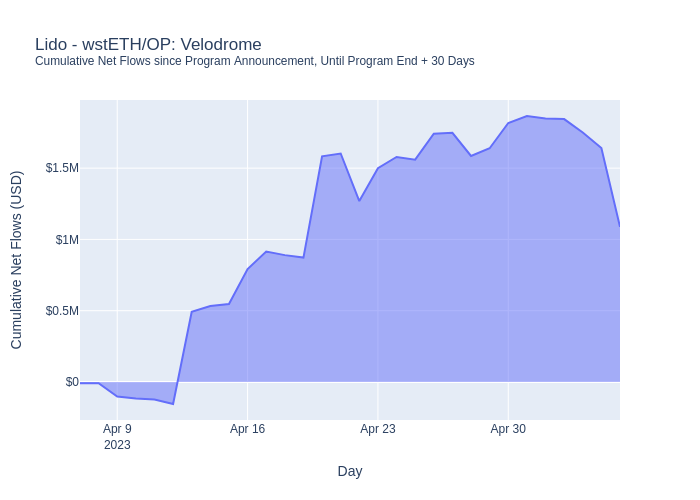 Lido - wstETH/OP: Velodrome
Cumulative Net Flows since Program Announcement, Until Program End + 30 Days
Cumulative Net Flows (USD)
$1.5M
$1M
$0.5M
$0
Apr 9
2023
Apr 16
Apr 23
Apr 30
Day